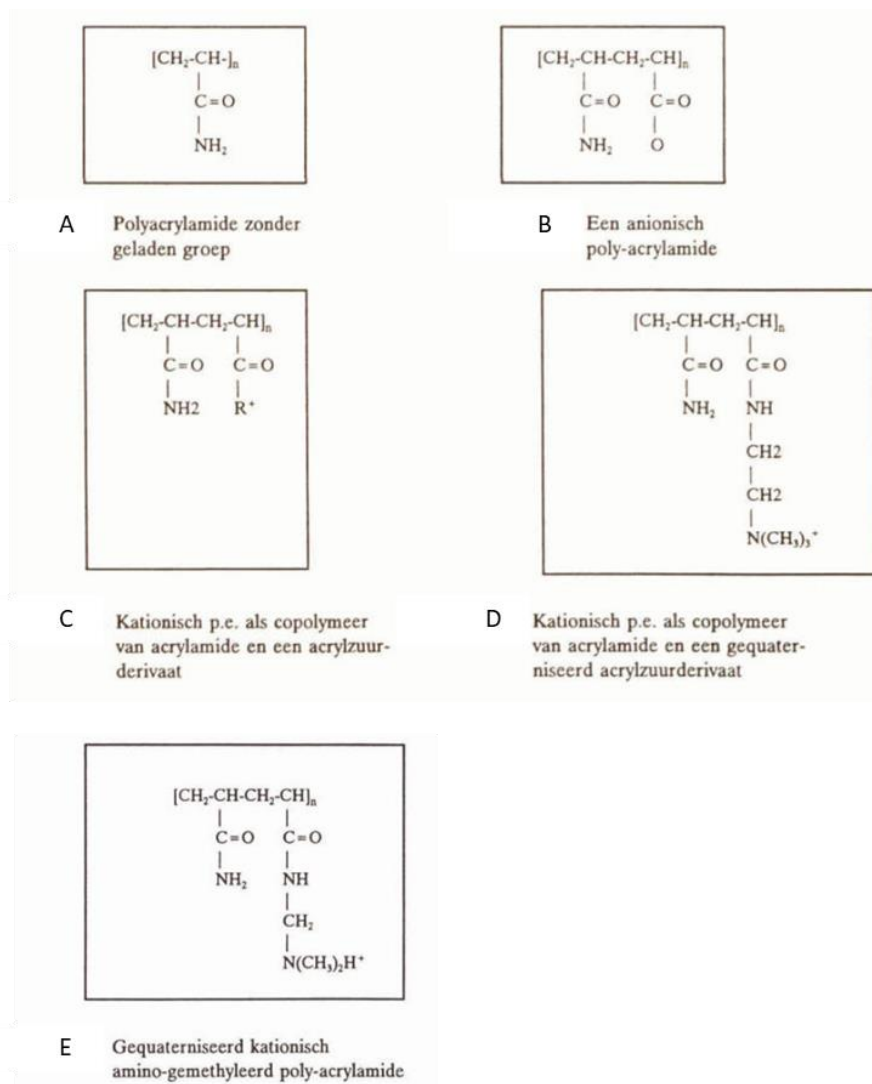 [CH₂-CH-]ₙ
|
C=O
|
NH₂
A Polyacrylamide zonder
geladen groep
[CH₂-CH-CH₂-CH]ₙ
| |
C=O C=O
| |
NH₂ O
B Een anionisch
poly-acrylamide
[CH₂-CH-CH₂-CH]ₙ
| |
C=O C=O
| |
NH2 R⁺
C Kationisch p.e. als copolymeer
van acrylamide en een acrylzuur-
derivaat
[CH₂-CH-CH₂-CH]ₙ
| |
C=O C=O
| |
NH₂ NH
|
CH2
|
CH2
|
N(CH₃)₃⁺
D Kationisch p.e. als copolymeer
van acrylamide en een gequater-
niseerd acrylzuurderivaat
[CH₂-CH-CH₂-CH]ₙ
| |
C=O C=O
| |
NH₂ NH
|
CH₂
|
N(CH₃)₂H⁺
E Gequaterniseerd kationisch
amino-gemethyleerd poly-acrylamide